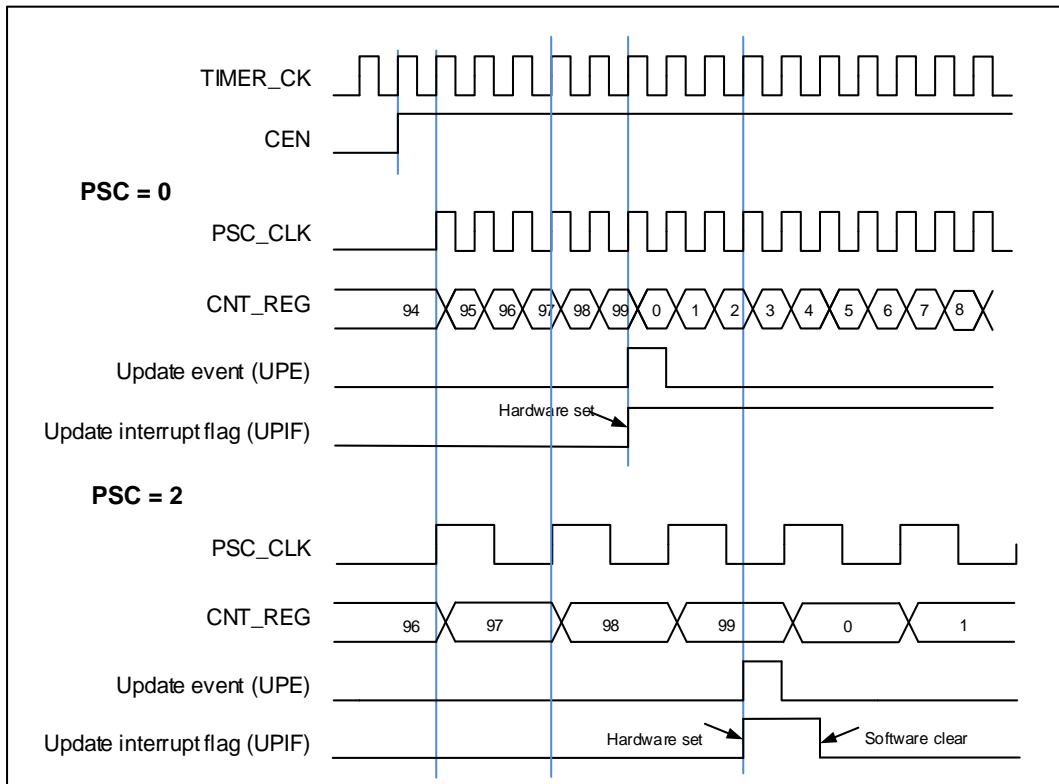 TIMER_CK
CEN
PSC = 0
PSC_CLK
CNT_REG 94 95 96 97 98 99 0 1 2 3 4 5 6 7 8
Update event (UPE)
Hardware set
Update interrupt flag (UPIF)
PSC = 2
PSC_CLK
CNT_REG 96 97 98 99 0 1
Update event (UPE)
Update interrupt flag (UPIF) Hardware set Software clear